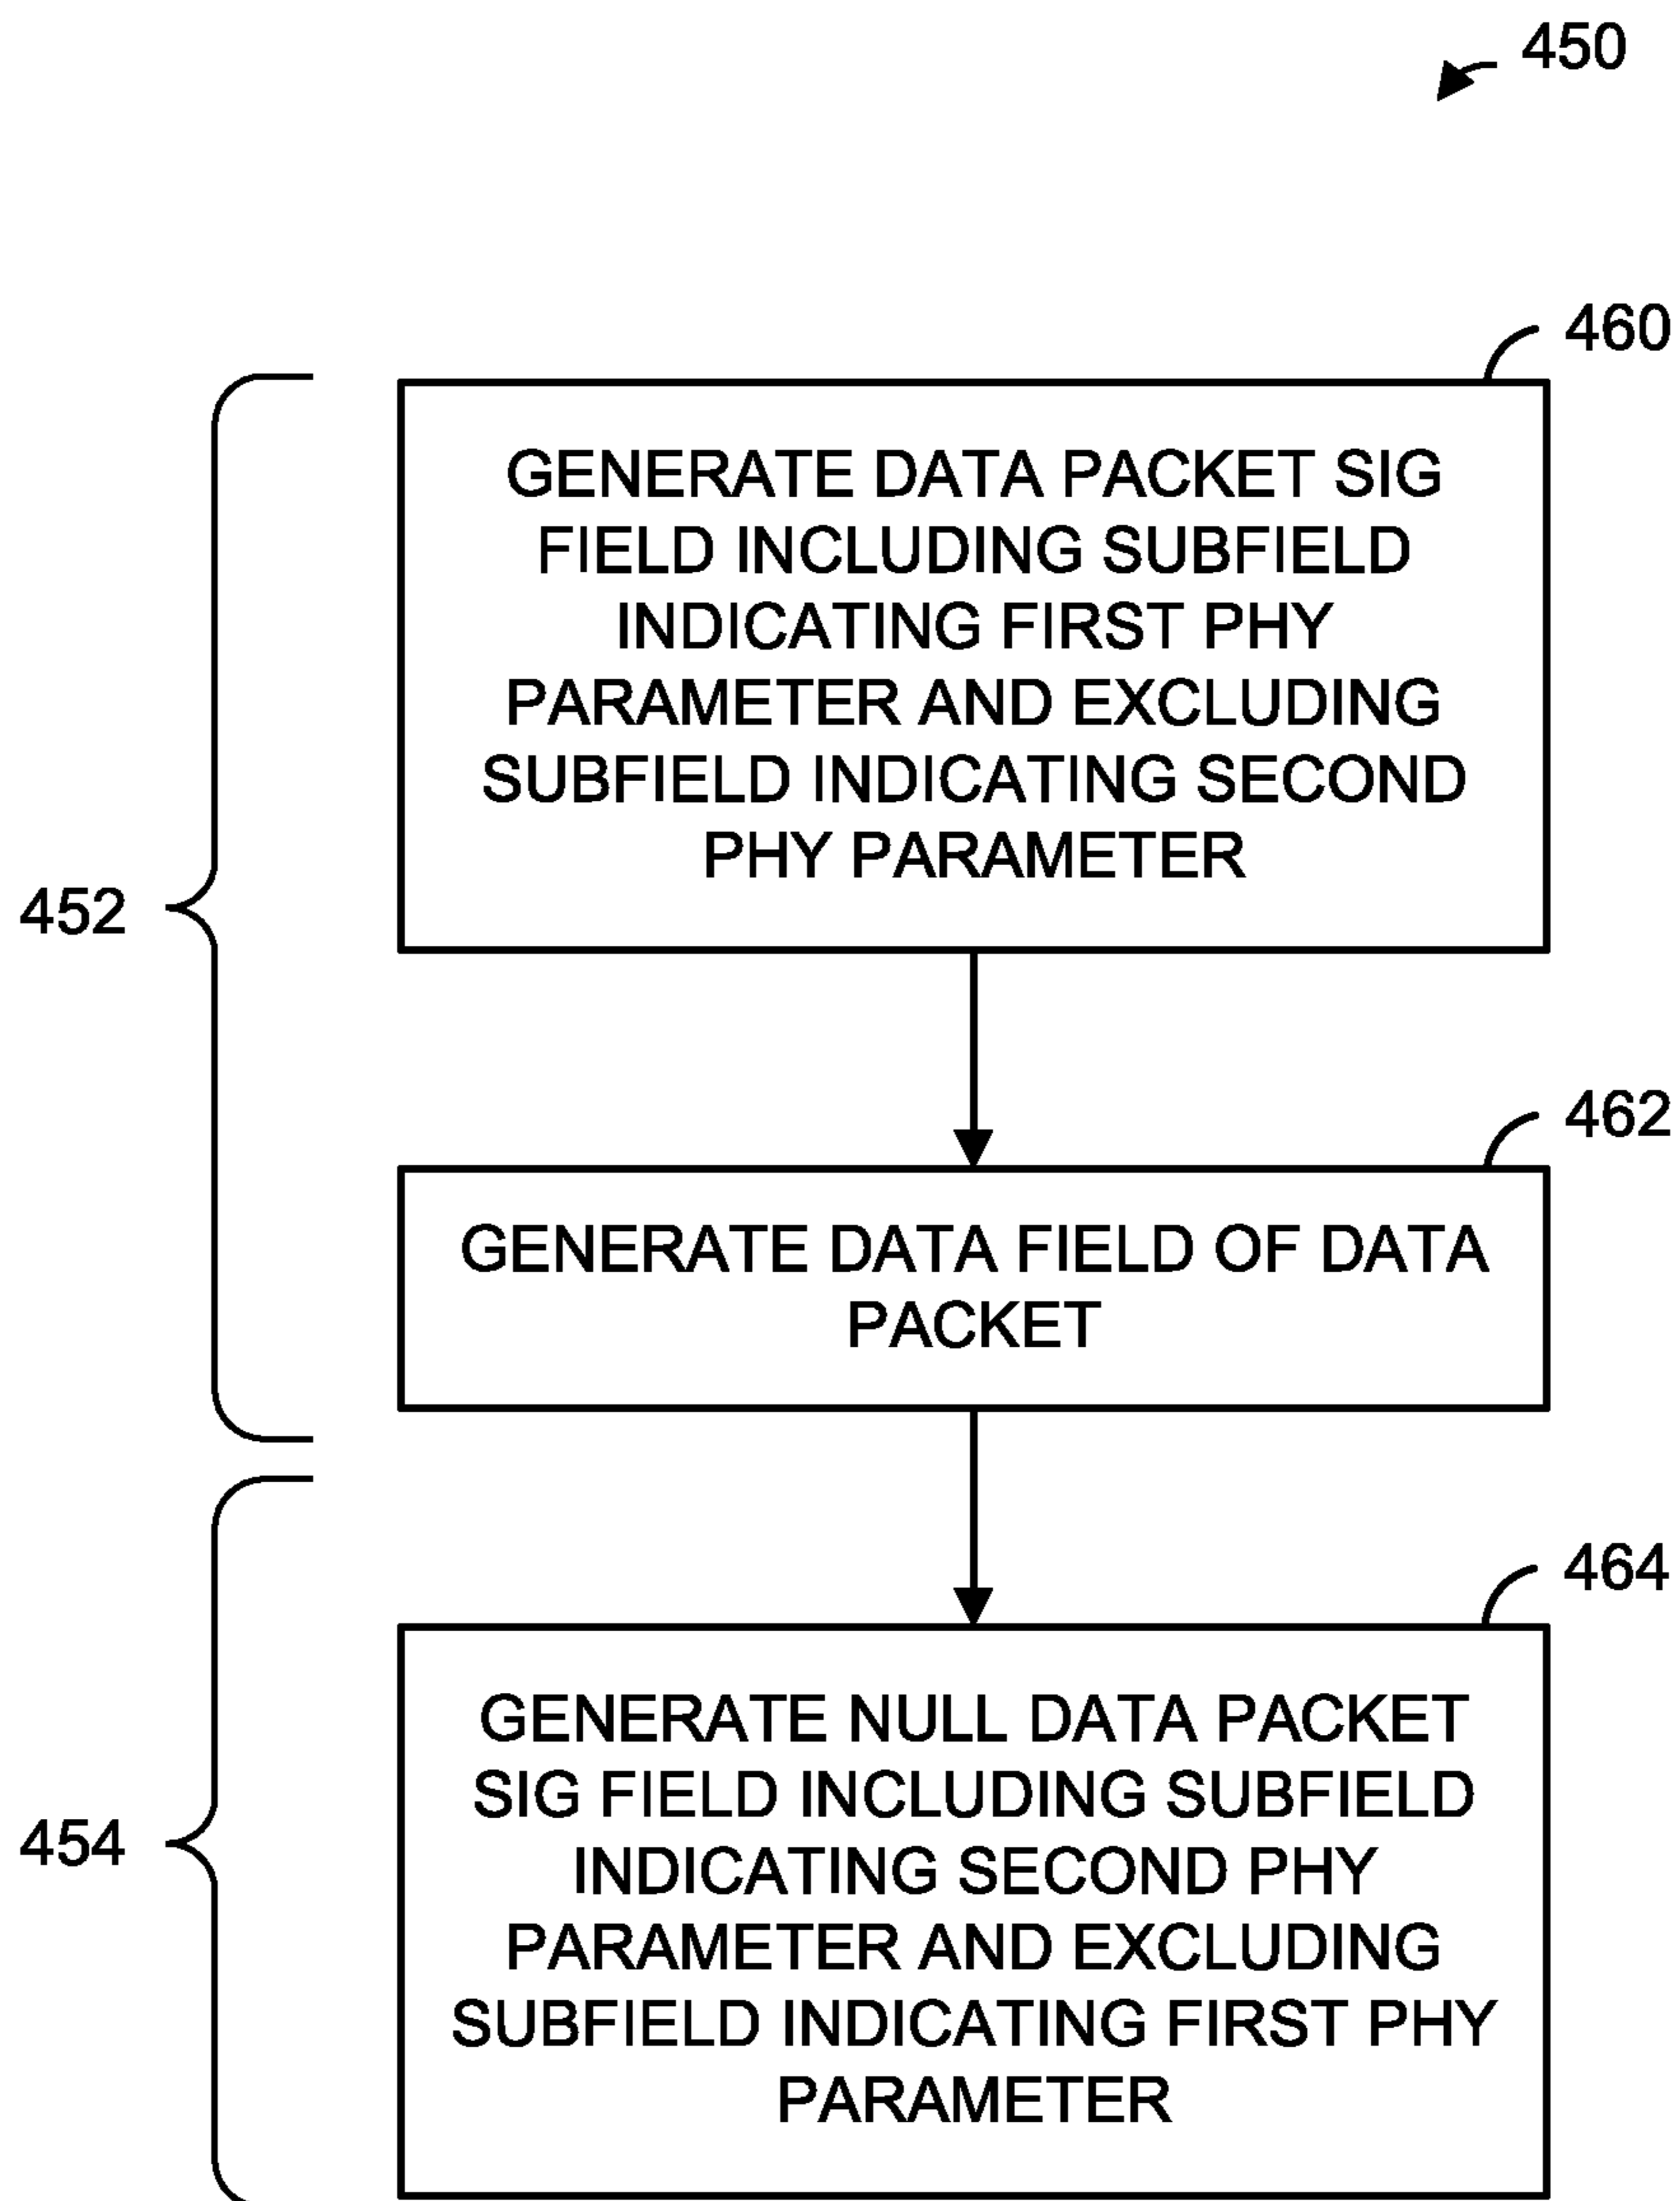 450
460
GENERATE DATA PACKET SIG
FIELD INCLUDING SUBFIELD
INDICATING FIRST PHY
PARAMETER AND EXCLUDING
SUBFIELD INDICATING SECOND
PHY PARAMETER
452
462
GENERATE DATA FIELD OF DATA
PACKET
464
GENERATE NULL DATA PACKET
SIG FIELD INCLUDING SUBFIELD
INDICATING SECOND PHY
PARAMETER AND EXCLUDING
SUBFIELD INDICATING FIRST PHY
PARAMETER
454